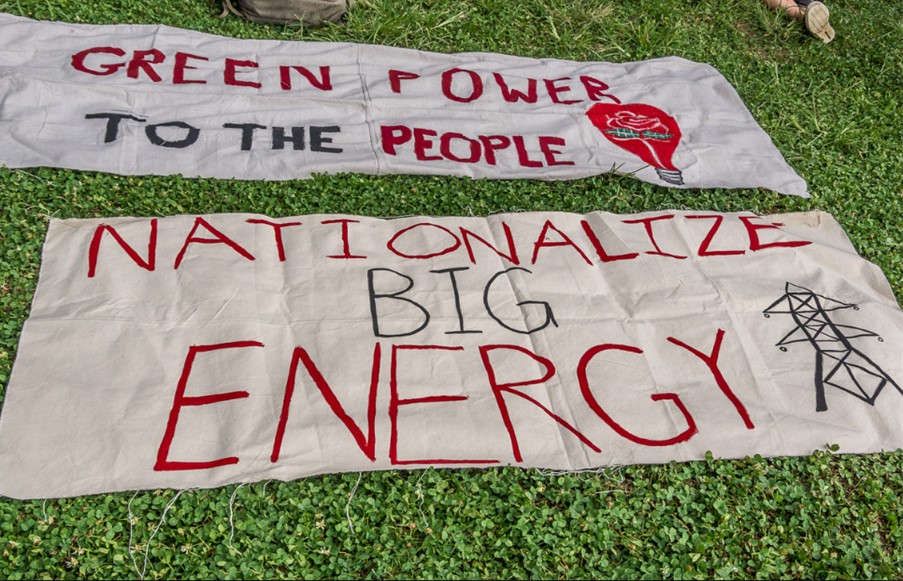 GREEN POWER
TO THE PEOPLE
NATIONALIZE
BIG
ENERGY